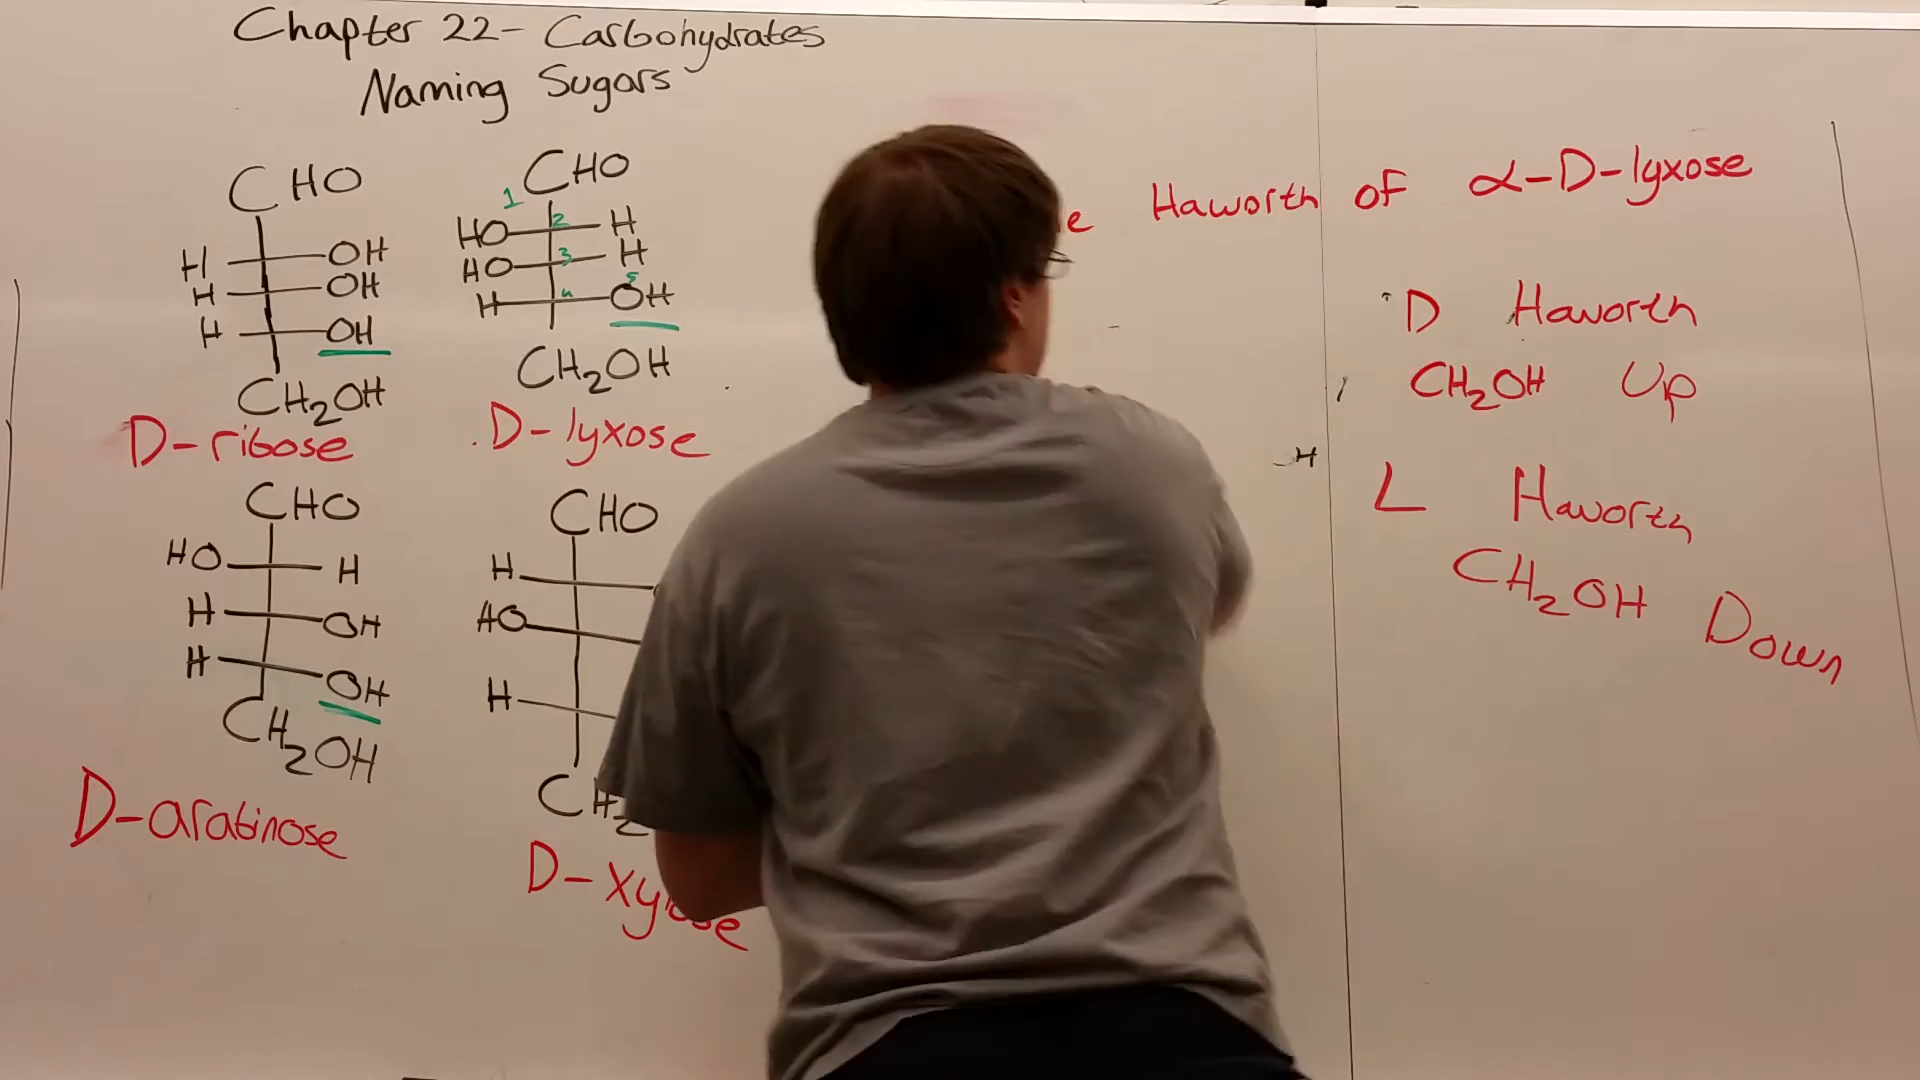 Chapter 22- Carbohydrates
Naming Sugars
CHO
H OH
H OH
H OH
CH2OH
D-ribose
1 CHO
HO 2 H
HO 3 H
H 4 5 OH
CH2OH
D-lyxose
CHO
HO H
H OH
H OH
CH2OH
D-arabinose
CHO
H
HO
H
CH2
D-xylose
e Haworth of α-D-lyxose
D Haworth
CH2OH Up
H
L Haworth
CH2OH Down